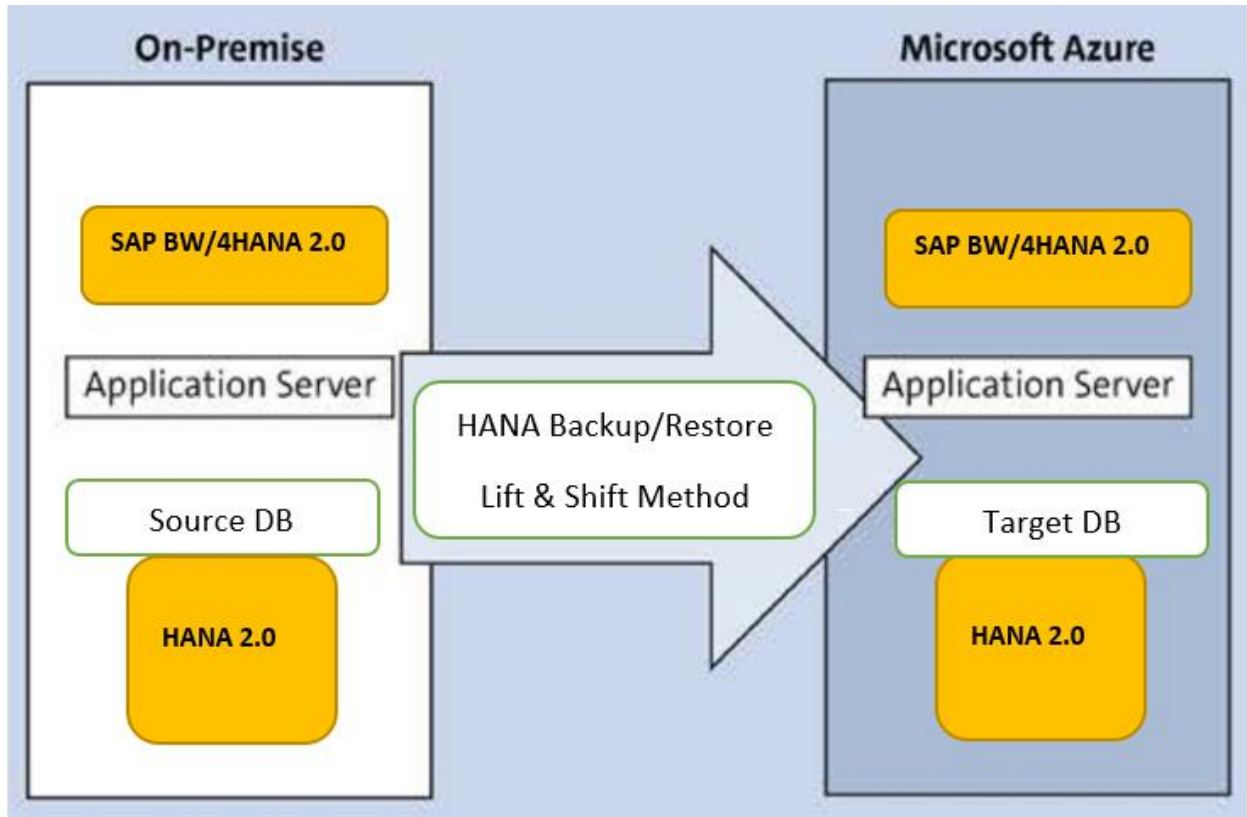 On-Premise
Microsoft Azure
SAP BW/4HANA 2.0
SAP BW/4HANA 2.0
Application Server
Application Server
HANA Backup/Restore
Lift & Shift Method
Source DB
Target DB
HANA 2.0
HANA 2.0